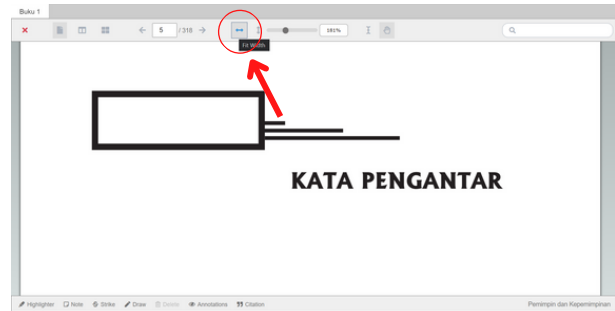 Buku 1
5 / 318 181%
Fit Width
KATA PENGANTAR
Highlighter Note Strike Draw Delete Annotations Citation
Pemimpin dan Kepemimpinan